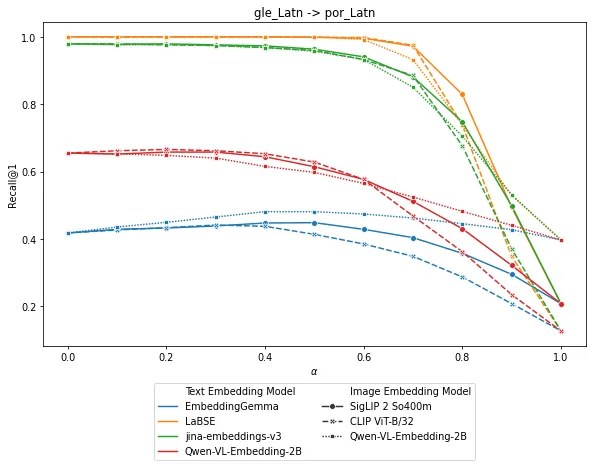 gle_Latn -> por_Latn
Recall@1
1.0
0.8
0.6
0.4
0.2
0.0 0.2 0.4 0.6 0.8 1.0
α
Text Embedding Model
EmbeddingGemma
LaBSE
jina-embeddings-v3
Qwen-VL-Embedding-2B
Image Embedding Model
SigLIP 2 So400m
CLIP ViT-B/32
Qwen-VL-Embedding-2B